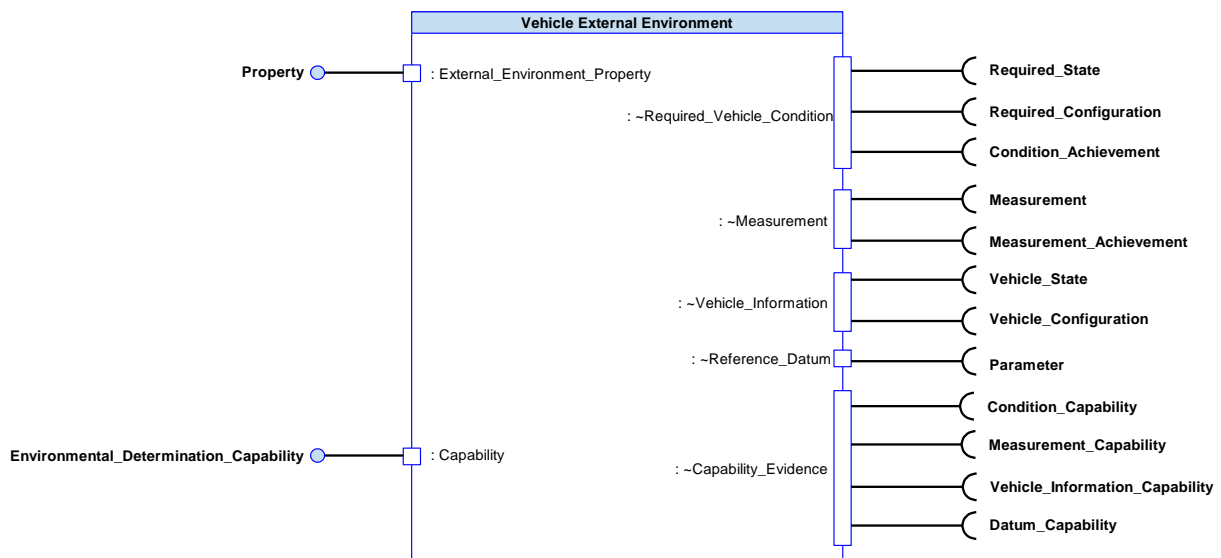 Vehicle External Environment
Property
: External_Environment_Property
: ~Required_Vehicle_Condition
Required_State
Required_Configuration
Condition_Achievement
: ~Measurement
Measurement
Measurement_Achievement
: ~Vehicle_Information
Vehicle_State
Vehicle_Configuration
: ~Reference_Datum
Parameter
Environmental_Determination_Capability
: Capability
: ~Capability_Evidence
Condition_Capability
Measurement_Capability
Vehicle_Information_Capability
Datum_Capability